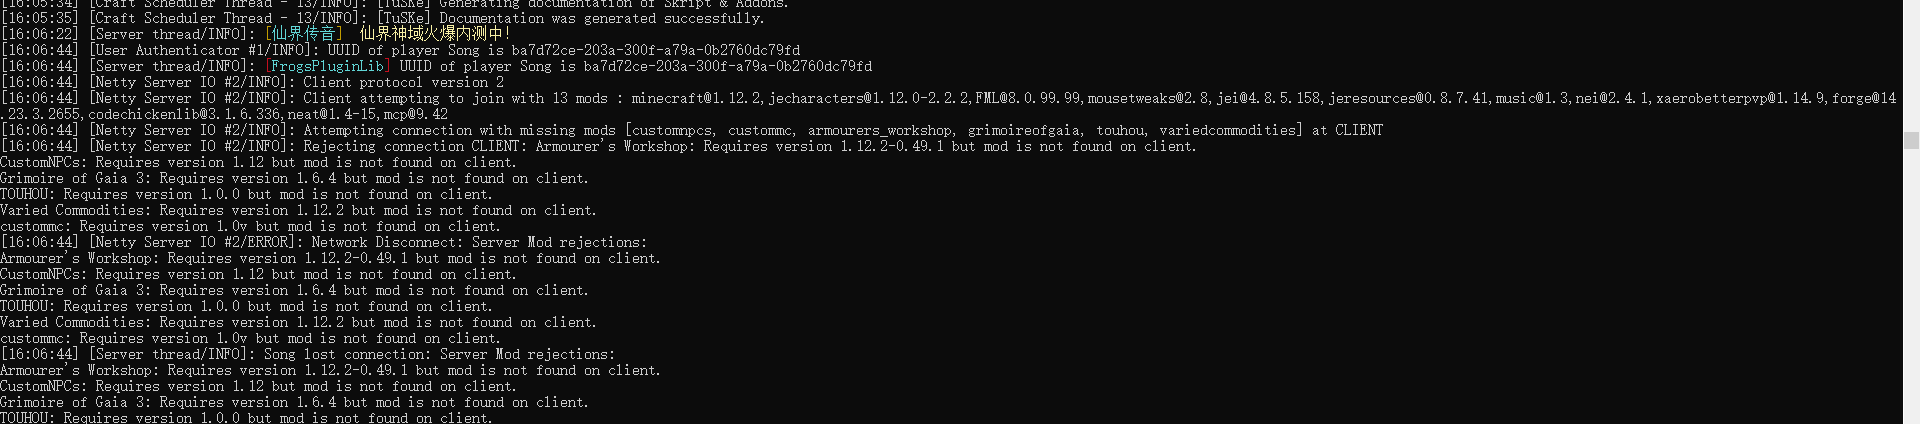 [16:05:34] [Craft Scheduler Thread - 13/INFO]: [TuSKe] Generating documentation of Skript & Addons.
[16:05:35] [Craft Scheduler Thread - 13/INFO]: [TuSKe] Documentation was generated successfully.
[16:06:22] [Server thread/INFO]: [仙界传音] 仙界神域火爆内测中!
[16:06:44] [User Authenticator #1/INFO]: UUID of player Song is ba7d72ce-203a-300f-a79a-0b2760dc79fd
[16:06:44] [Server thread/INFO]: [FrogsPluginLib] UUID of player Song is ba7d72ce-203a-300f-a79a-0b2760dc79fd
[16:06:44] [Netty Server IO #2/INFO]: Client protocol version 2
[16:06:44] [Netty Server IO #2/INFO]: Client attempting to join with 13 mods : minecraft@1.12.2,jecharacters@1.12.0-2.2.2,FML@8.0.99.99,mousetweaks@2.8,jei@4.8.5.158,jeresources@0.8.7.41,music@1.3,nei@2.4.1,xaerobetterpvp@1.14.9,forge@14
.23.3.2655,codechickenlib@3.1.6.336,neat@1.4-15,mcp@9.42
[16:06:44] [Netty Server IO #2/INFO]: Attempting connection with missing mods [customnpcs, custommc, armourers_workshop, grimoireofgaia, touhou, variedcommodities] at CLIENT
[16:06:44] [Netty Server IO #2/INFO]: Rejecting connection CLIENT: Armourer's Workshop: Requires version 1.12.2-0.49.1 but mod is not found on client.
CustomNPCs: Requires version 1.12 but mod is not found on client.
Grimoire of Gaia 3: Requires version 1.6.4 but mod is not found on client.
TOUHOU: Requires version 1.0.0 but mod is not found on client.
Varied Commodities: Requires version 1.12.2 but mod is not found on client.
custommc: Requires version 1.0v but mod is not found on client.
[16:06:44] [Netty Server IO #2/ERROR]: Network Disconnect: Server Mod rejections:
Armourer's Workshop: Requires version 1.12.2-0.49.1 but mod is not found on client.
CustomNPCs: Requires version 1.12 but mod is not found on client.
Grimoire of Gaia 3: Requires version 1.6.4 but mod is not found on client.
TOUHOU: Requires version 1.0.0 but mod is not found on client.
Varied Commodities: Requires version 1.12.2 but mod is not found on client.
custommc: Requires version 1.0v but mod is not found on client.
[16:06:44] [Server thread/INFO]: Song lost connection: Server Mod rejections:
Armourer's Workshop: Requires version 1.12.2-0.49.1 but mod is not found on client.
CustomNPCs: Requires version 1.12 but mod is not found on client.
Grimoire of Gaia 3: Requires version 1.6.4 but mod is not found on client.
TOUHOU: Requires version 1.0.0 but mod is not found on client.